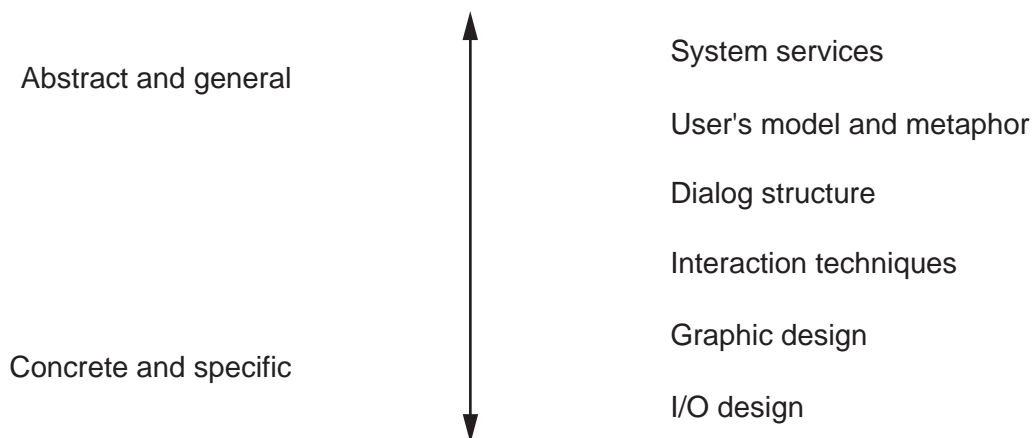 Abstract and general
Concrete and specific
System services
User's model and metaphor
Dialog structure
Interaction techniques
Graphic design
I/O design